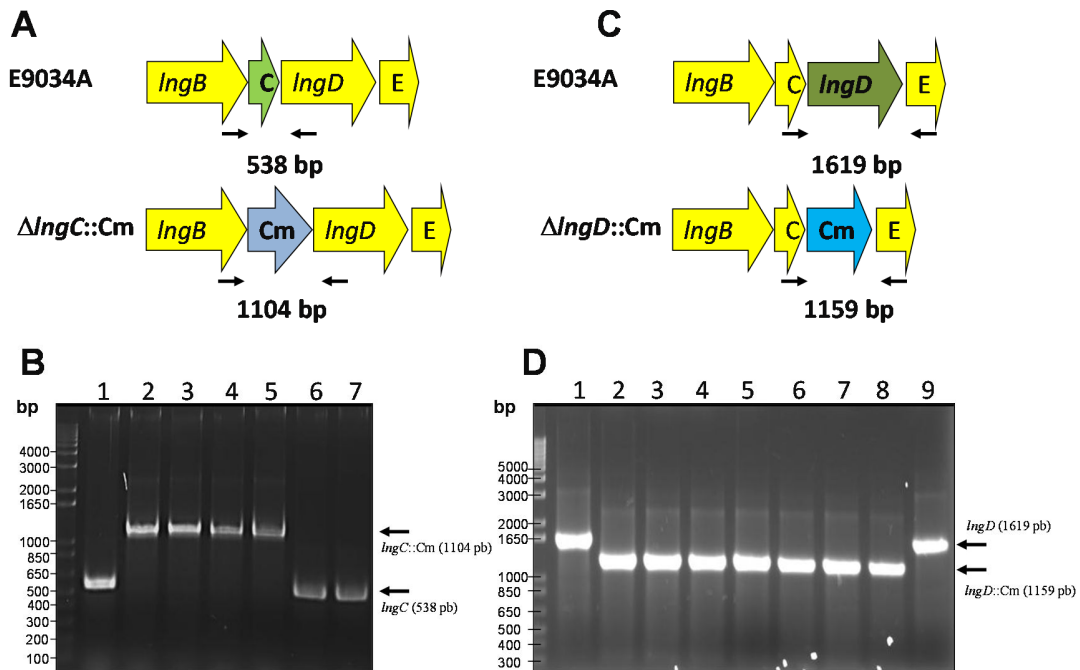 A
E9034A
lngB C lngD E
538 bp
ΔlngC::Cm
lngB Cm lngD E
1104 bp
C
E9034A
lngB C lngD E
1619 bp
ΔlngD::Cm
lngB C Cm E
1159 bp
B
1 2 3 4 5 6 7
bp
4000
3000
2000
1650
1000
850
650
500
400
300
200
100
lngC::Cm (1104 pb)
lngC (538 pb)
D
1 2 3 4 5 6 7 8 9
bp
5000
4000
3000
2000
1650
1000
850
650
500
400
300
lngD (1619 pb)
lngD::Cm (1159 pb)